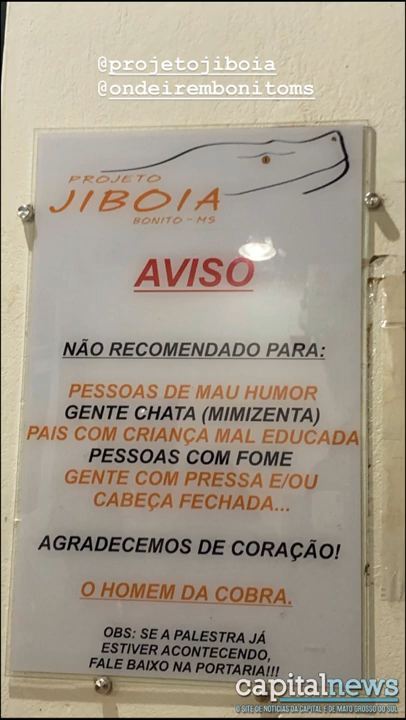 @projetojiboia
@ondeirembonitoms
PROJETO
JIBOIA
BONITO - MS
AVISO
NÃO RECOMENDADO PARA:
PESSOAS DE MAU HUMOR
GENTE CHATA (MIMIZENTA)
PAIS COM CRIANÇA MAL EDUCADA
PESSOAS COM FOME
GENTE COM PRESSA E/OU
CABEÇA FECHADA...
AGRADECEMOS DE CORAÇÃO!
O HOMEM DA COBRA.
OBS: SE A PALESTRA JÁ
ESTIVER ACONTECENDO,
FALE BAIXO NA PORTARIA!!!
capitalnews
O SITE DE NOTÍCIAS DA CAPITAL E DE MATO GROSSO DO SUL